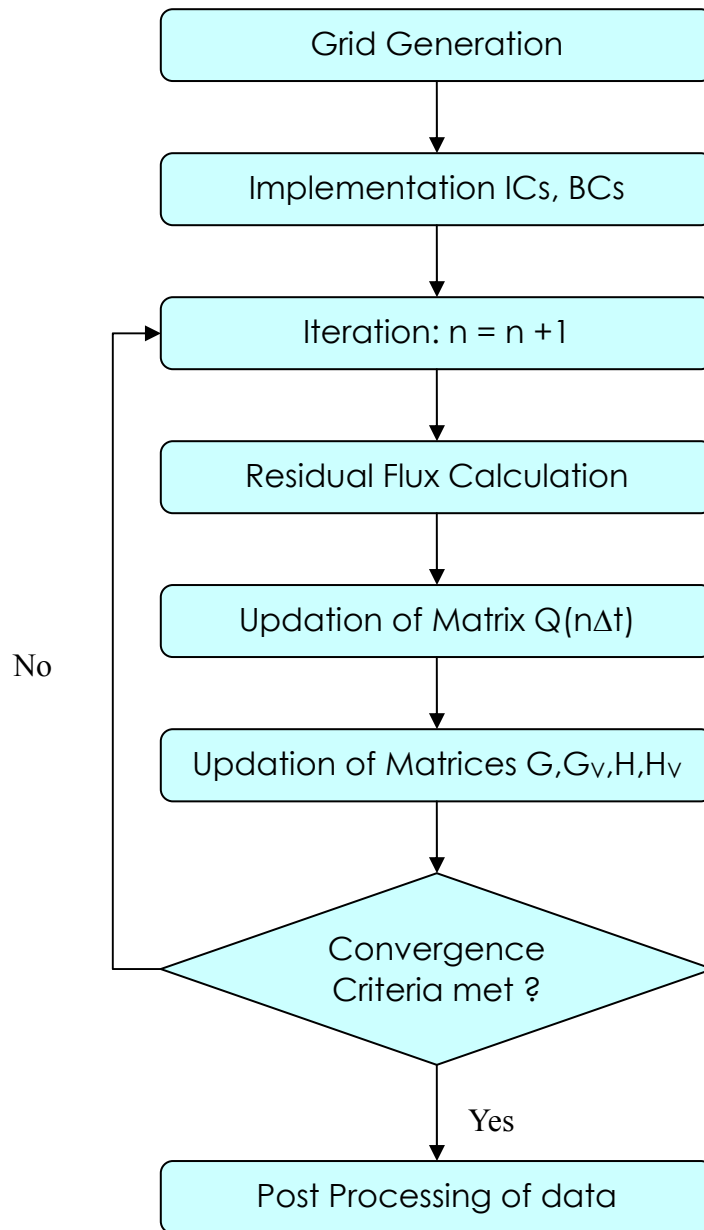 Grid Generation
Implementation ICs, BCs
Iteration: n = n +1
Residual Flux Calculation
Updation of Matrix Q(nΔt)
No
Updation of Matrices G,Gv,H,Hv
Convergence
Criteria met ?
Yes
Post Processing of data